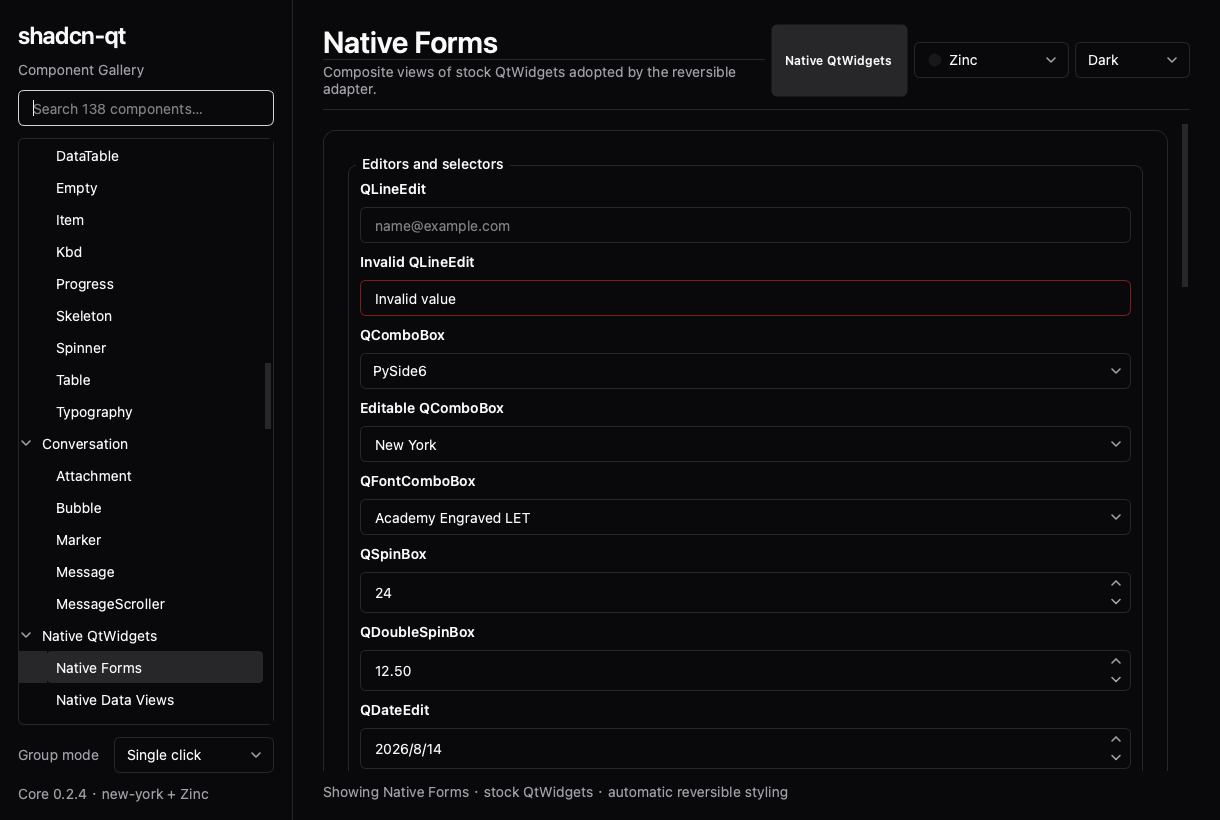 shadcn-qt
Component Gallery
Search 138 components...
DataTable
Empty
Item
Kbd
Progress
Skeleton
Spinner
Table
Typography
Conversation
Attachment
Bubble
Marker
Message
MessageScroller
Native QtWidgets
Native Forms
Native Data Views
Group mode
Single click
Core 0.2.4 · new-york + Zinc
Native Forms
Composite views of stock QtWidgets adopted by the reversible
adapter.
Native QtWidgets
Zinc
Dark
Editors and selectors
QLineEdit
name@example.com
Invalid QLineEdit
Invalid value
QComboBox
PySide6
Editable QComboBox
New York
QFontComboBox
Academy Engraved LET
QSpinBox
24
QDoubleSpinBox
12.50
QDateEdit
2026/8/14
Showing Native Forms · stock QtWidgets · automatic reversible styling